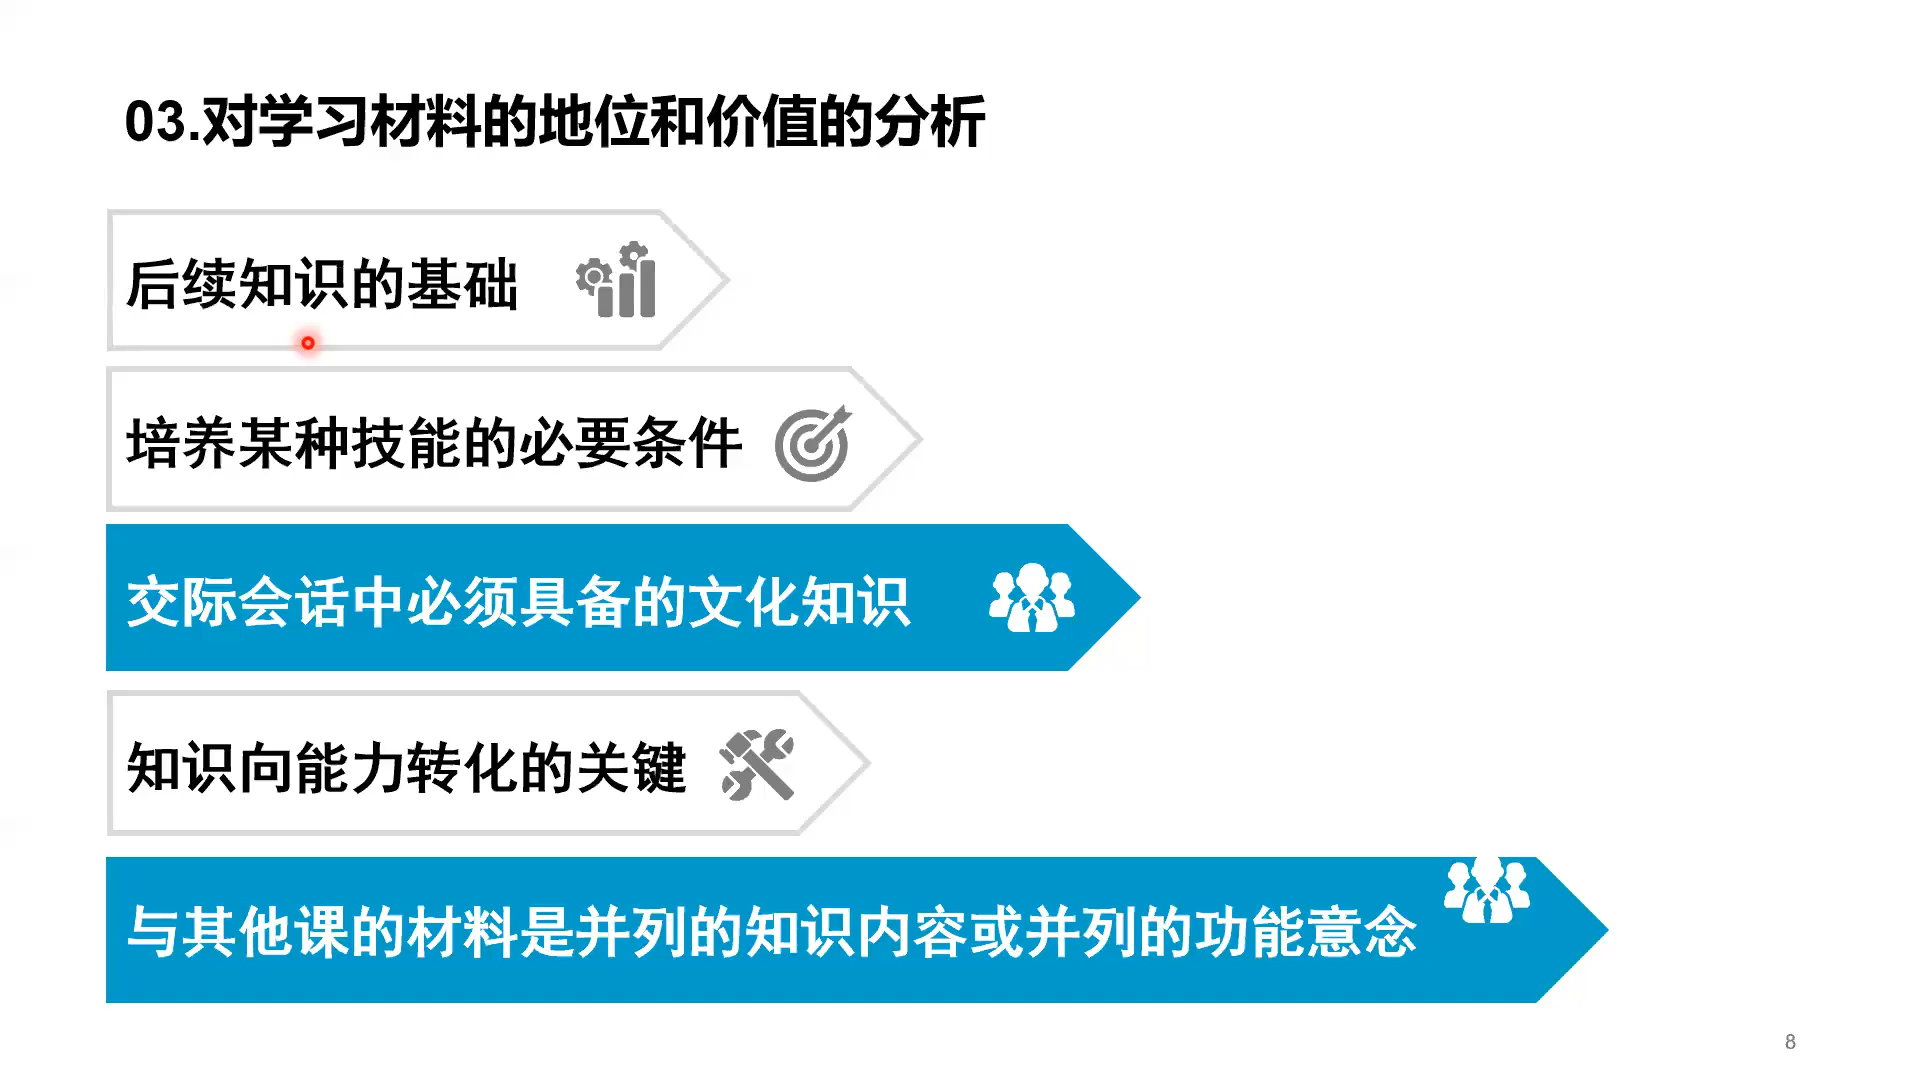 03.对学习材料的地位和价值的分析
后续知识的基础
培养某种技能的必要条件
交际会话中必须具备的文化知识
知识向能力转化的关键
与其他课的材料是并列的知识内容或并列的功能意念
8